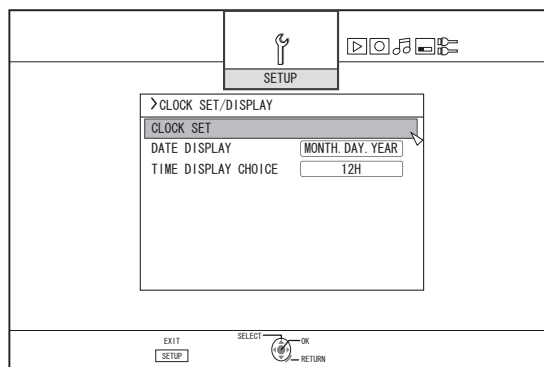 SETUP
>CLOCK SET/DISPLAY
CLOCK SET
DATE DISPLAY MONTH.DAY.YEAR
TIME DISPLAY CHOICE 12H
EXIT SELECT OK
SETUP RETURN